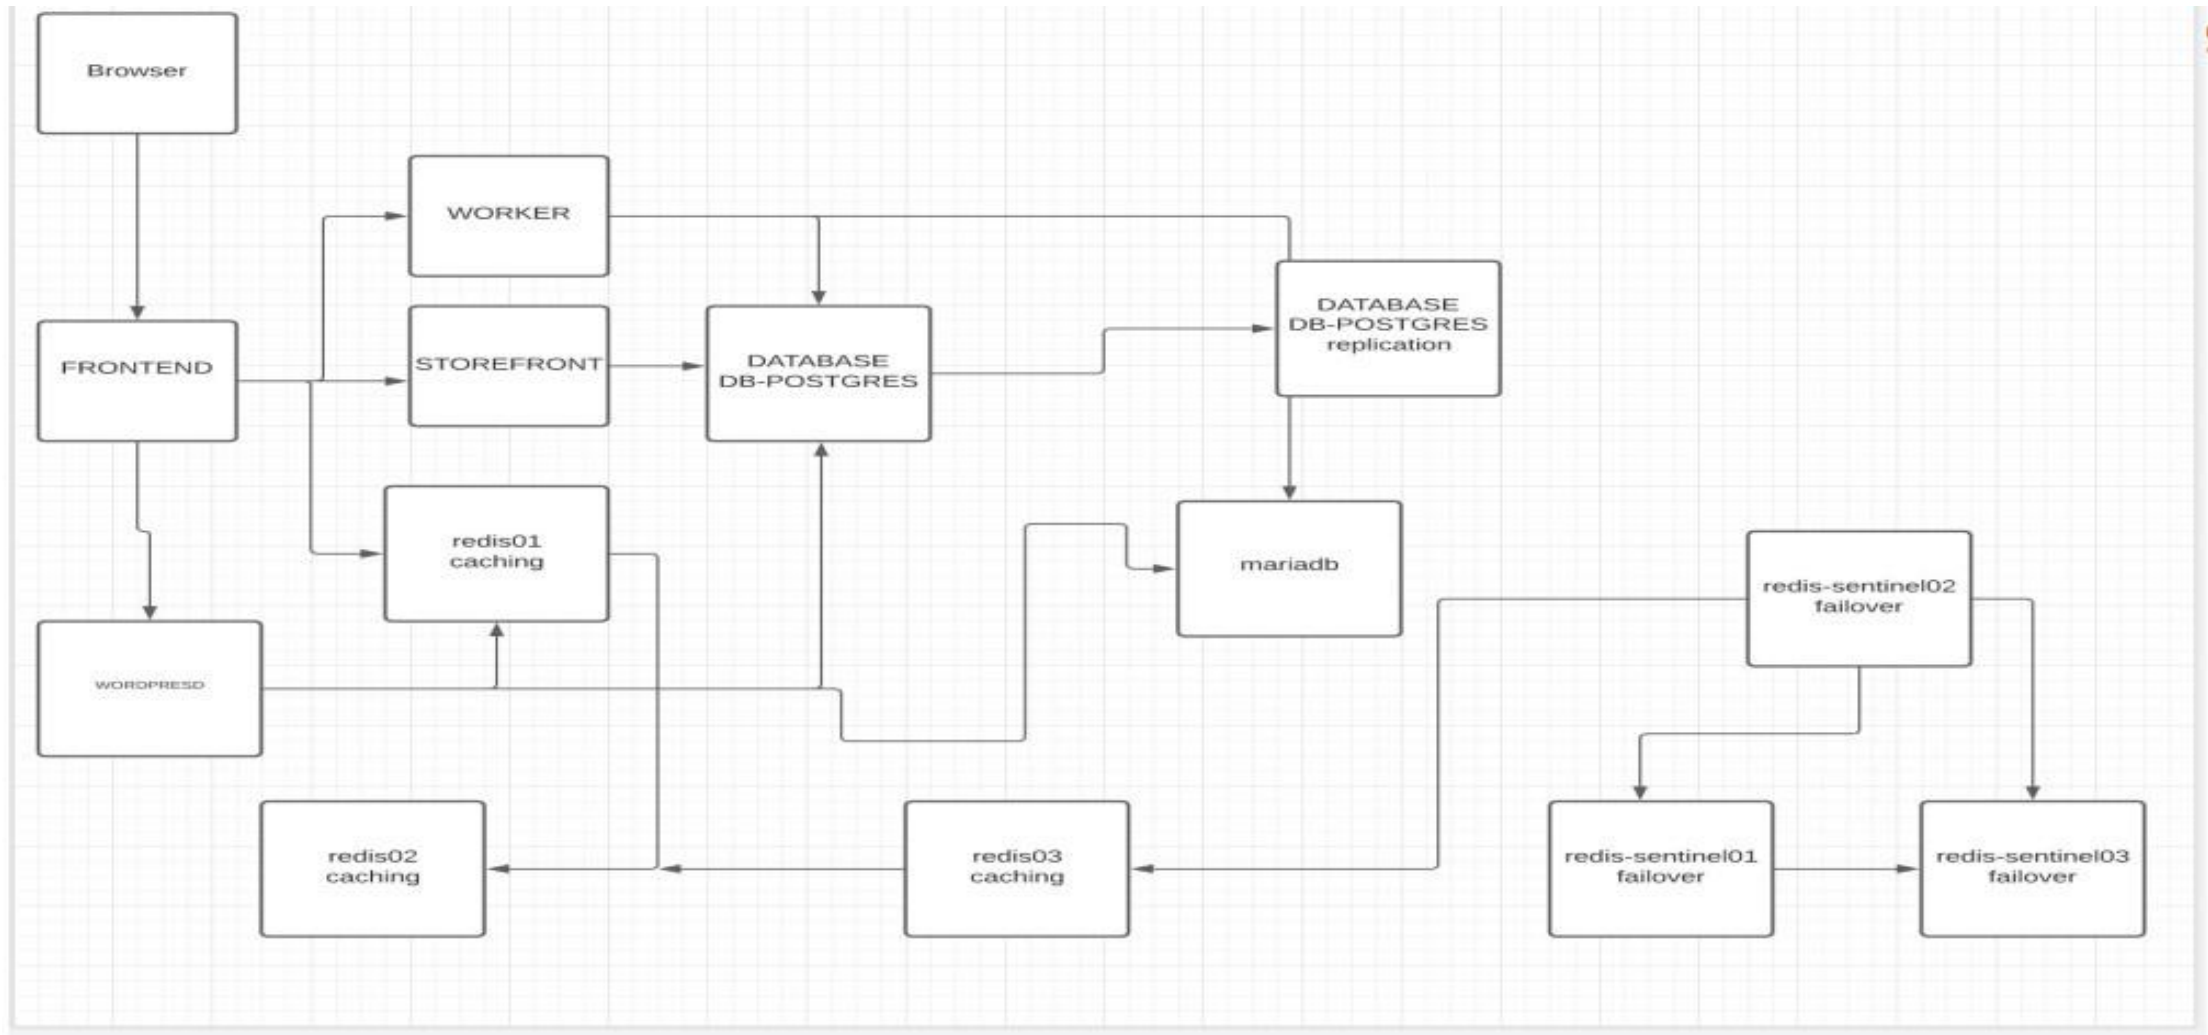 Browser
WORKER
FRONTEND
STOREFRONT
DATABASE
DB-POSTGRES
DATABASE
DB-POSTGRES
replication
redis01
caching
mariadb
redis-sentinel02
failover
WORDPRESD
redis02
caching
redis03
caching
redis-sentinel01
failover
redis-sentinel03
failover